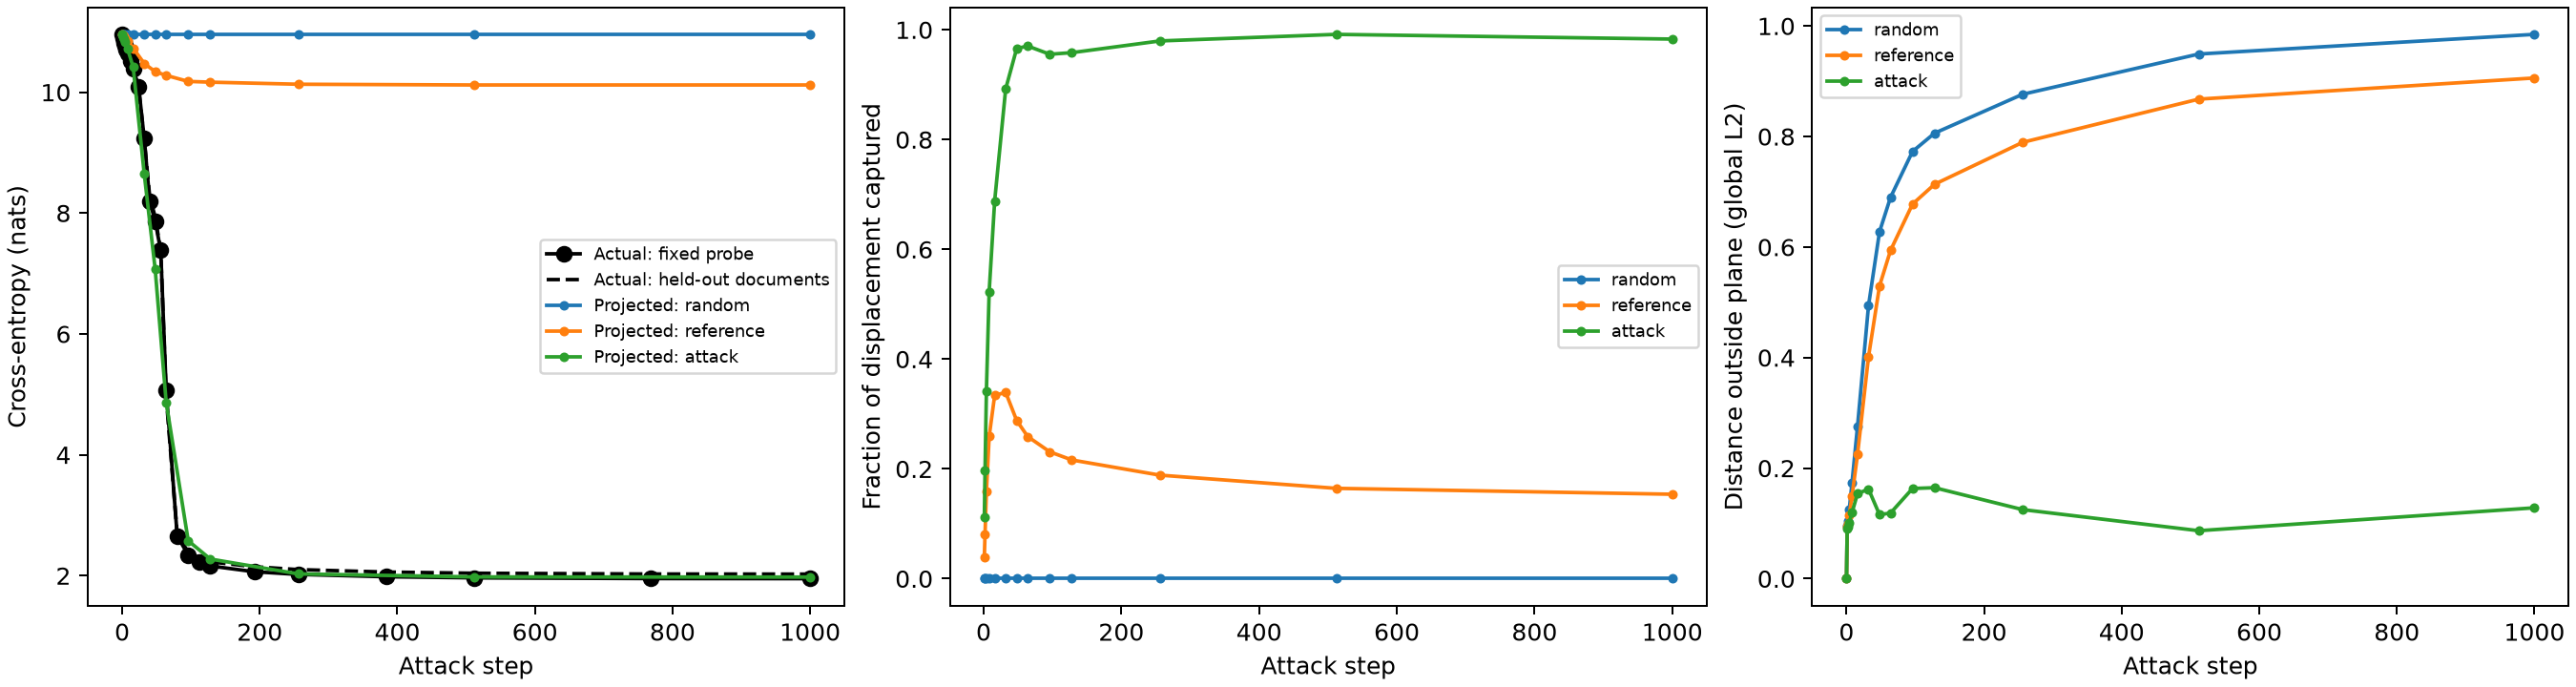 Cross-entropy (nats)
10
8
6
4
2
0
200
400
600
800
1000
Attack step
Actual: fixed probe
Actual: held-out documents
Projected: random
Projected: reference
Projected: attack
Fraction of displacement captured
1.0
0.8
0.6
0.4
0.2
0.0
0
200
400
600
800
1000
Attack step
random
reference
attack
Distance outside plane (global L2)
1.0
0.8
0.6
0.4
0.2
0.0
0
200
400
600
800
1000
Attack step
random
reference
attack